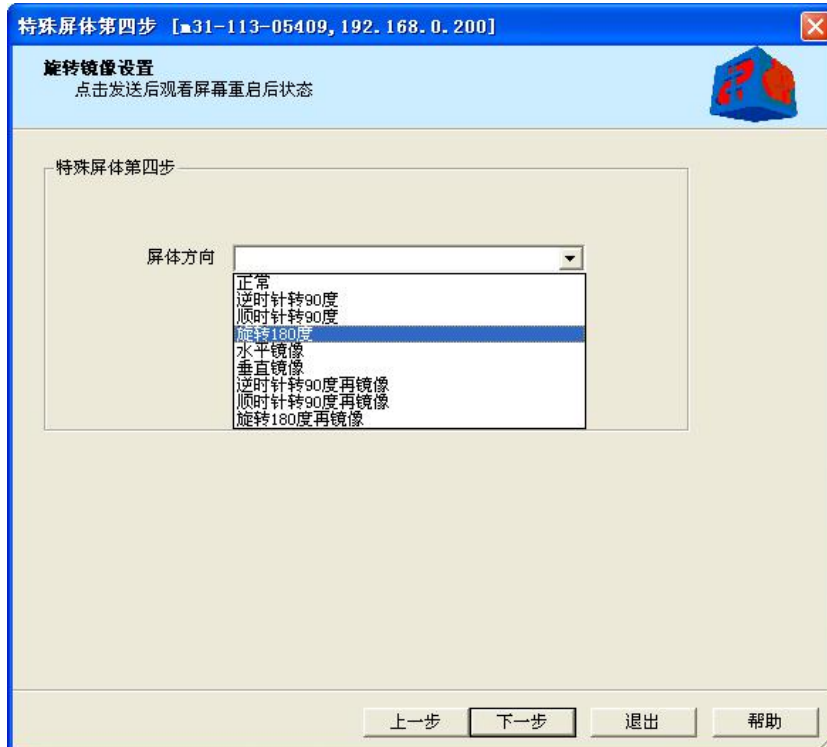 特殊屏体第四步 [m31-113-05409,192.168.0.200]
旋转镜像设置
点击发送后观看屏幕重启后状态
特殊屏体第四步
屏体方向
正常
逆时针转90度
顺时针转90度
旋转180度
水平镜像
垂直镜像
逆时针转90度再镜像
顺时针转90度再镜像
旋转180度再镜像
上一步 下一步 退出 帮助